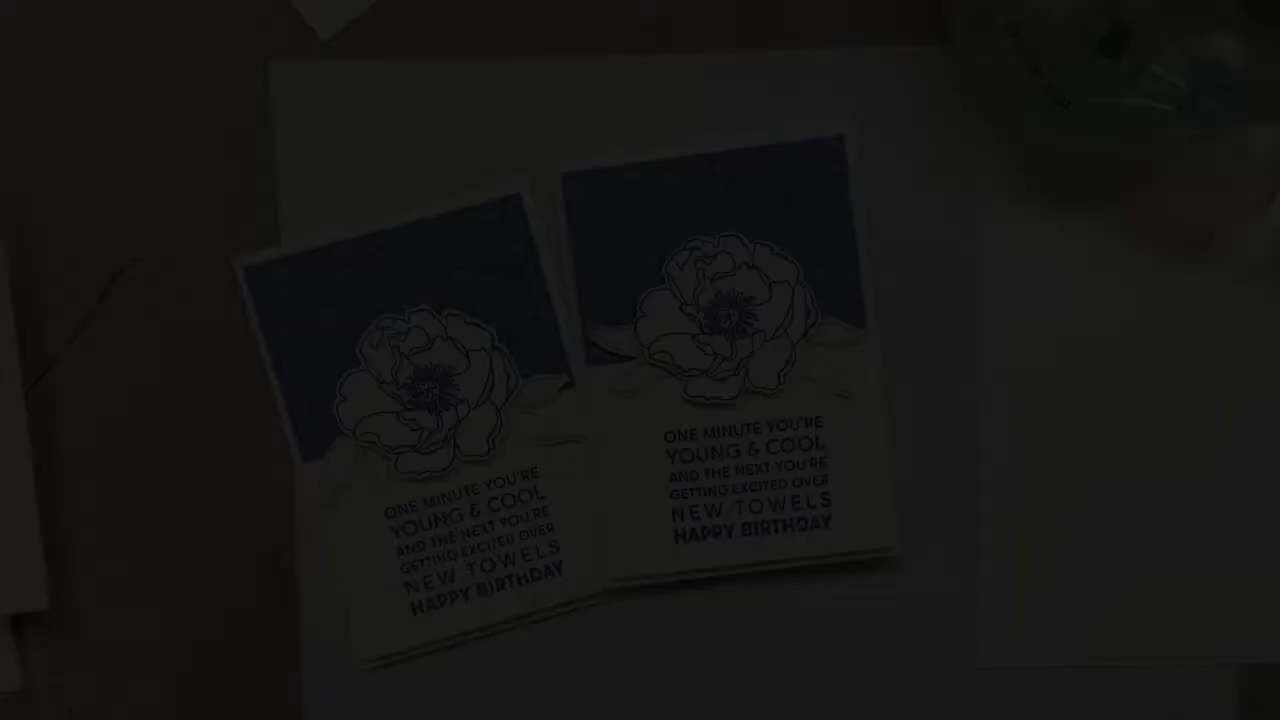 ONE MINUTE YOU'RE
YOUNG & COOL
AND THE NEXT YOU'RE
GETTING EXCITED OVER
NEW TOWELS
HAPPY BIRTHDAY
ONE MINUTE YOU'RE
YOUNG & COOL
AND THE NEXT YOU'RE
GETTING EXCITED OVER
NEW TOWELS
HAPPY BIRTHDAY